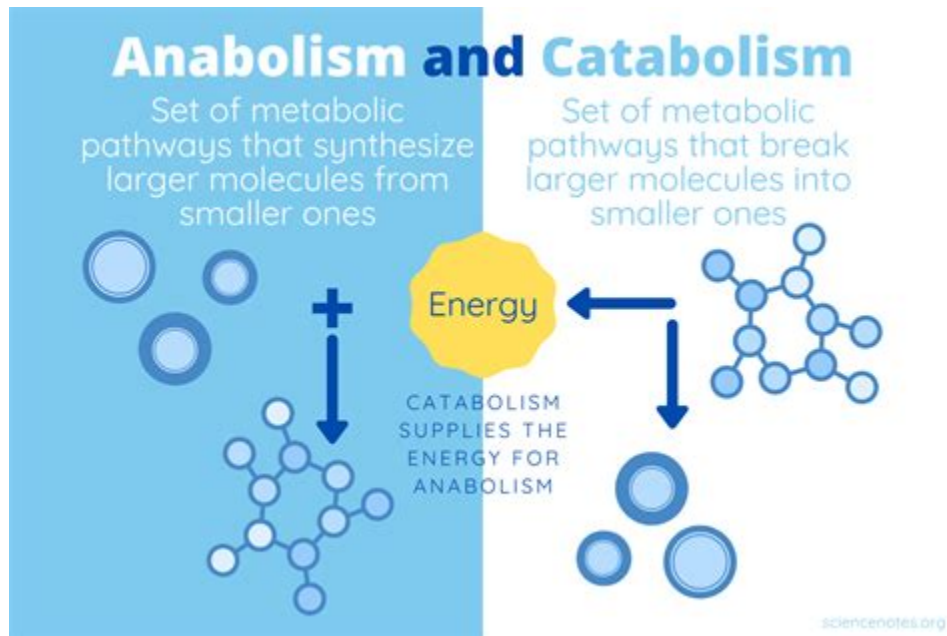 Anabolism and Catabolism
Set of metabolic
pathways that synthesize
larger molecules from
smaller ones
Set of metabolic
pathways that break
larger molecules into
smaller ones
+
Energy
CATABOLISM
SUPPLIES THE
ENERGY FOR
ANABOLISM
sciencenotes.org